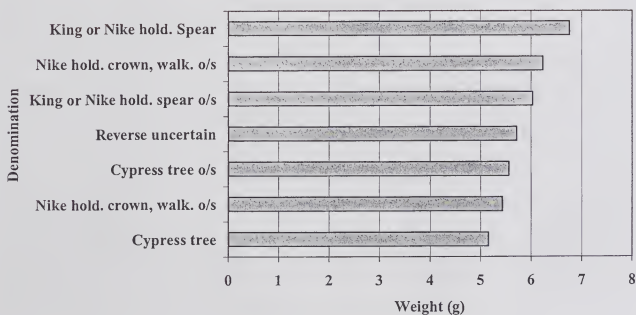 King or Nike hold. Spear
Nike hold. crown, walk. o/s
King or Nike hold. spear o/s
Reverse uncertain
Cypress tree o/s
Nike hold. crown, walk. o/s
Cypress tree
Denomination
0 1 2 3 4 5 6 7 8
Weight (g)